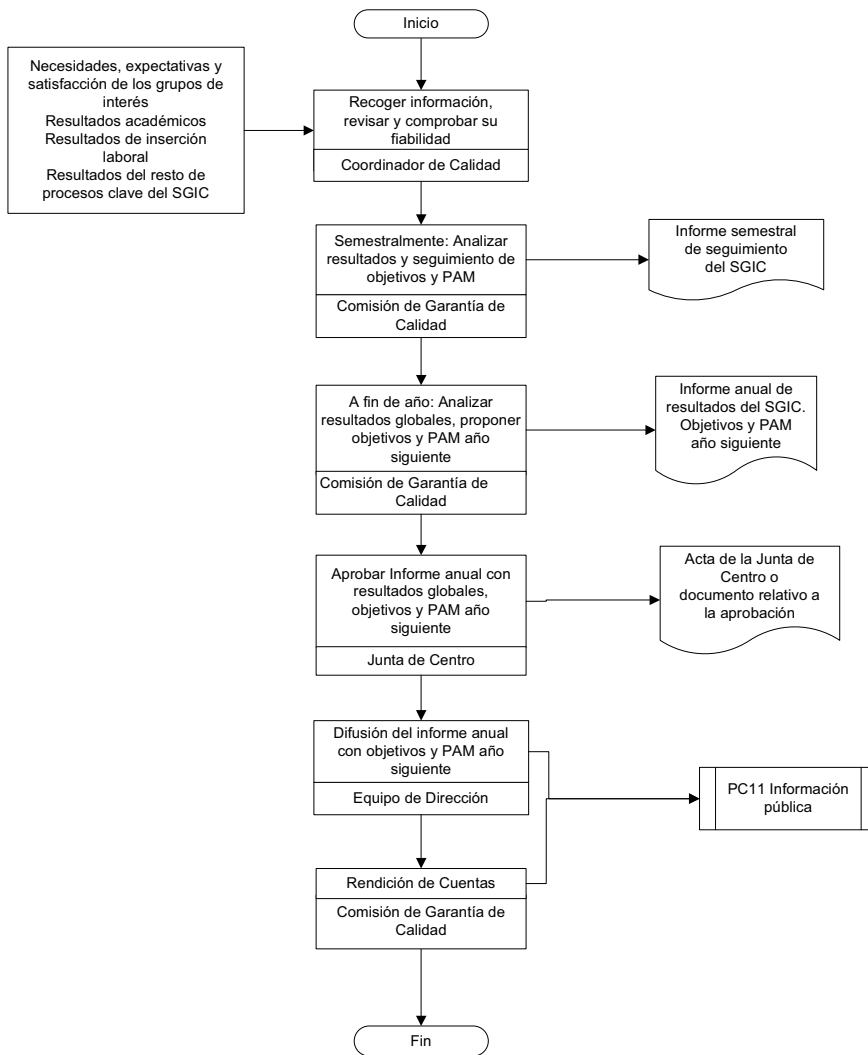 Inicio
Necesidades, expectativas y
satisfacción de los grupos de
interés
Resultados académicos
Resultados de inserción
laboral
Resultados del resto de
procesos clave del SGIC
Recoger información,
revisar y comprobar su
fiabilidad
Coordinador de Calidad
Semestralmente: Analizar
resultados y seguimiento de
objetivos y PAM
Comisión de Garantía de
Calidad
Informe semestral
de seguimiento
del SGIC
A fin de año: Analizar
resultados globales, proponer
objetivos y PAM año
siguiente
Comisión de Garantía de
Calidad
Informe anual de
resultados del SGIC.
Objetivos y PAM
año siguiente
Aprobar Informe anual con
resultados globales,
objetivos y PAM año
siguiente
Junta de Centro
Acta de la Junta de
Centro o
documento relativo a
la aprobación
Difusión del informe anual
con objetivos y PAM año
siguiente
Equipo de Dirección
PC11 Información
pública
Rendición de Cuentas
Comisión de Garantía de
Calidad
Fin